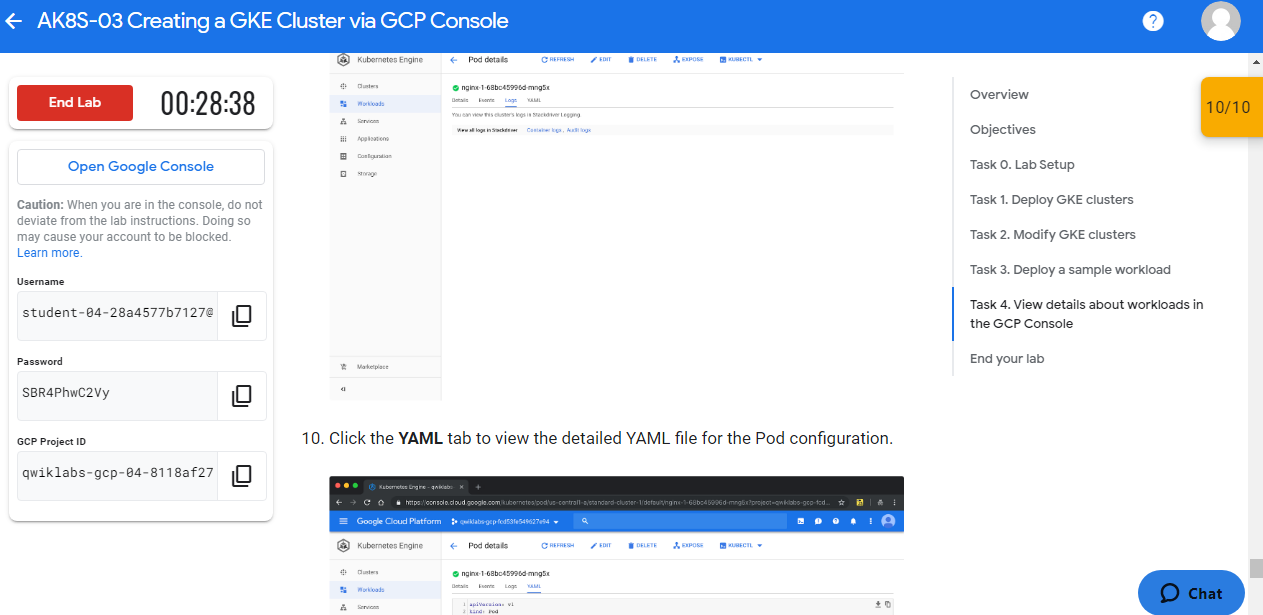 AK8S-03 Creating a GKE Cluster via GCP Console
?
End Lab
00:28:38
Open Google Console
Caution: When you are in the console, do not
deviate from the lab instructions. Doing so
may cause your account to be blocked.
Learn more.
Username
student-04-28a4577b7127@
Password
SBR4PhwC2Vy
GCP Project ID
qwiklabs-gcp-04-8118af27
Kubernetes Engine
Pod details
REFRESH
EDIT
DELETE
EXPOSE
KUBECTL
Clusters
Workloads
Services
Applications
Configuration
Storage
Marketplace
nginx-1-68bc45996d-mng5x
Details Events Logs YAML
You can view this cluster's logs in Stackdriver Logging.
View all logs in Stackdriver Container logs, Audit logs
10. Click the YAML tab to view the detailed YAML file for the Pod configuration.
Kubernetes Engine - qwiklabs
https://console.cloud.google.com/kubernetes/pod/us-central1-a/standard-cluster-1/default/nginx-1-68bc45996d-mng5x?project=qwiklabs-gcp-fcd...
Google Cloud Platform
qwiklabs-gcp-fcd53fe549627e94
Kubernetes Engine
Pod details
REFRESH
EDIT
DELETE
EXPOSE
KUBECTL
Clusters
Workloads
Services
nginx-1-68bc45996d-mng5x
Details Events Logs YAML
1 apiVersion: v1
2 kind: Pod
Overview
Objectives
Task 0. Lab Setup
Task 1. Deploy GKE clusters
Task 2. Modify GKE clusters
Task 3. Deploy a sample workload
Task 4. View details about workloads in
the GCP Console
End your lab
10/10
Chat